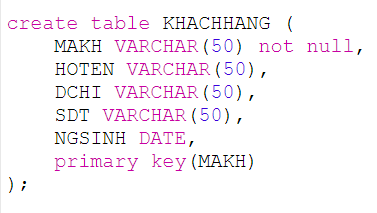 create table KHACHHANG (
    MAKH VARCHAR(50) not null,
    HOTEN VARCHAR(50),
    DCHI VARCHAR(50),
    SDT VARCHAR(50),
    NGSINH DATE,
    primary key(MAKH)
);